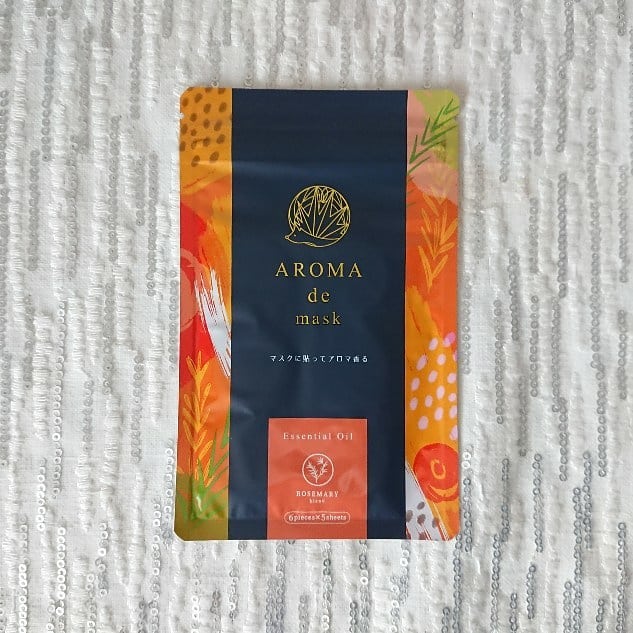 AROMA
de
mask
マスクに貼ってアロマ香る
Essential Oil
ROSEMARY
blend
6pieces×5sheets